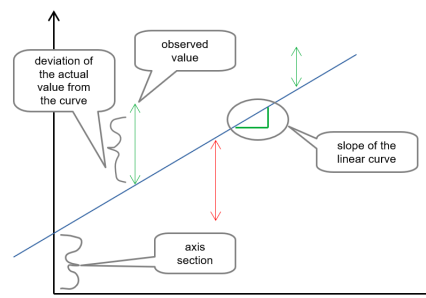 deviation of
the actual
value from
the curve
observed
value
slope of the
linear curve
axis
section